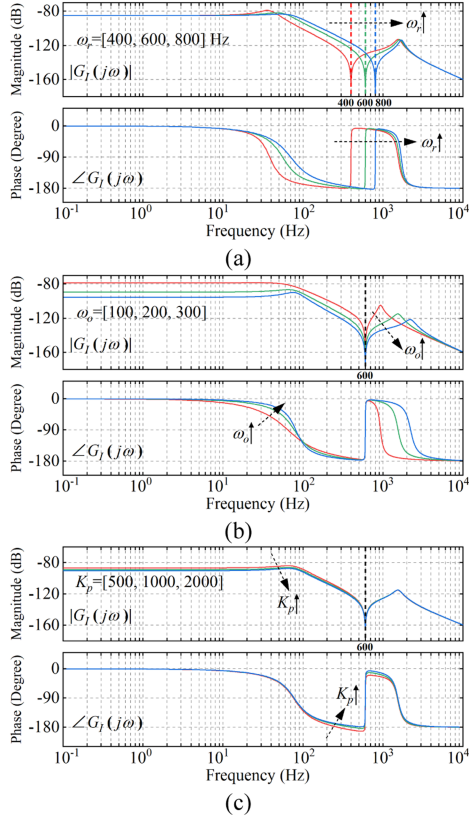 Magnitude (dB)
-80
-120
-160
ω_r=[400, 600, 800] Hz
|G_I(jω)|
ω_r↑
400 600 800
Phase (Degree)
0
-90
-180
∠G_I(jω)
ω_r↑
10^-1 10^0 10^1 10^2 10^3 10^4
Frequency (Hz)
(a)
Magnitude (dB)
-80
-120
-160
ω_o=[100, 200, 300]
|G_I(jω)|
ω_o↑
600
Phase (Degree)
0
-90
-180
∠G_I(jω)
ω_o↑
10^-1 10^0 10^1 10^2 10^3 10^4
Frequency (Hz)
(b)
Magnitude (dB)
-80
-120
-160
K_p=[500, 1000, 2000]
|G_I(jω)|
K_p↑
600
Phase (Degree)
0
-90
-180
∠G_I(jω)
K_p↑
10^-1 10^0 10^1 10^2 10^3 10^4
Frequency (Hz)
(c)